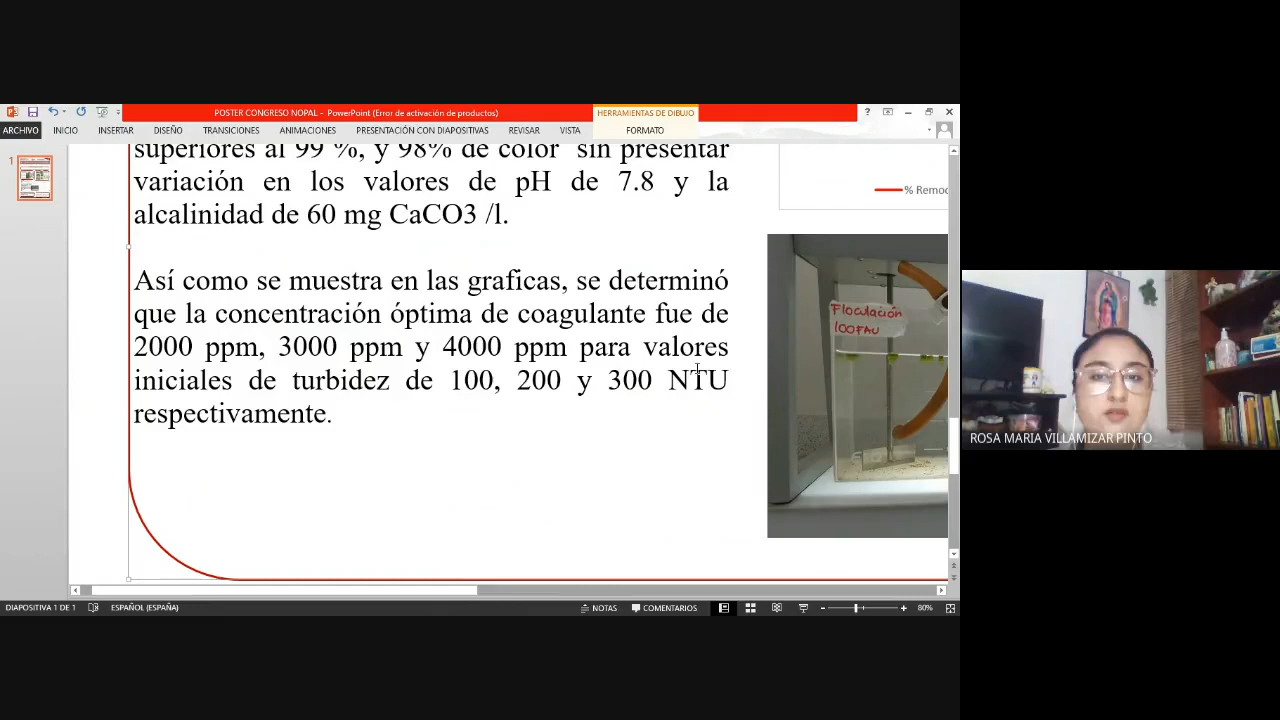 POSTER CONGRESO NOPAL - PowerPoint (Error de activación de productos)
HERRAMIENTAS DE DIBUJO
?
ARCHIVO INICIO INSERTAR DISEÑO TRANSICIONES ANIMACIONES PRESENTACIÓN CON DIAPOSITIVAS REVISAR VISTA FORMATO
1
superiores al 99 %, y 98% de color sin presentar
variación en los valores de pH de 7.8 y la
alcalinidad de 60 mg CaCO3 /l.
Así como se muestra en las graficas, se determinó
que la concentración óptima de coagulante fue de
2000 ppm, 3000 ppm y 4000 ppm para valores
iniciales de turbidez de 100, 200 y 300 NTU
respectivamente.
% Remoc
Floculación
100FAU
ROSA MARIA VILLAMIZAR PINTO
DIAPOSITIVA 1 DE 1 ESPAÑOL (ESPAÑA) NOTAS COMENTARIOS 80%